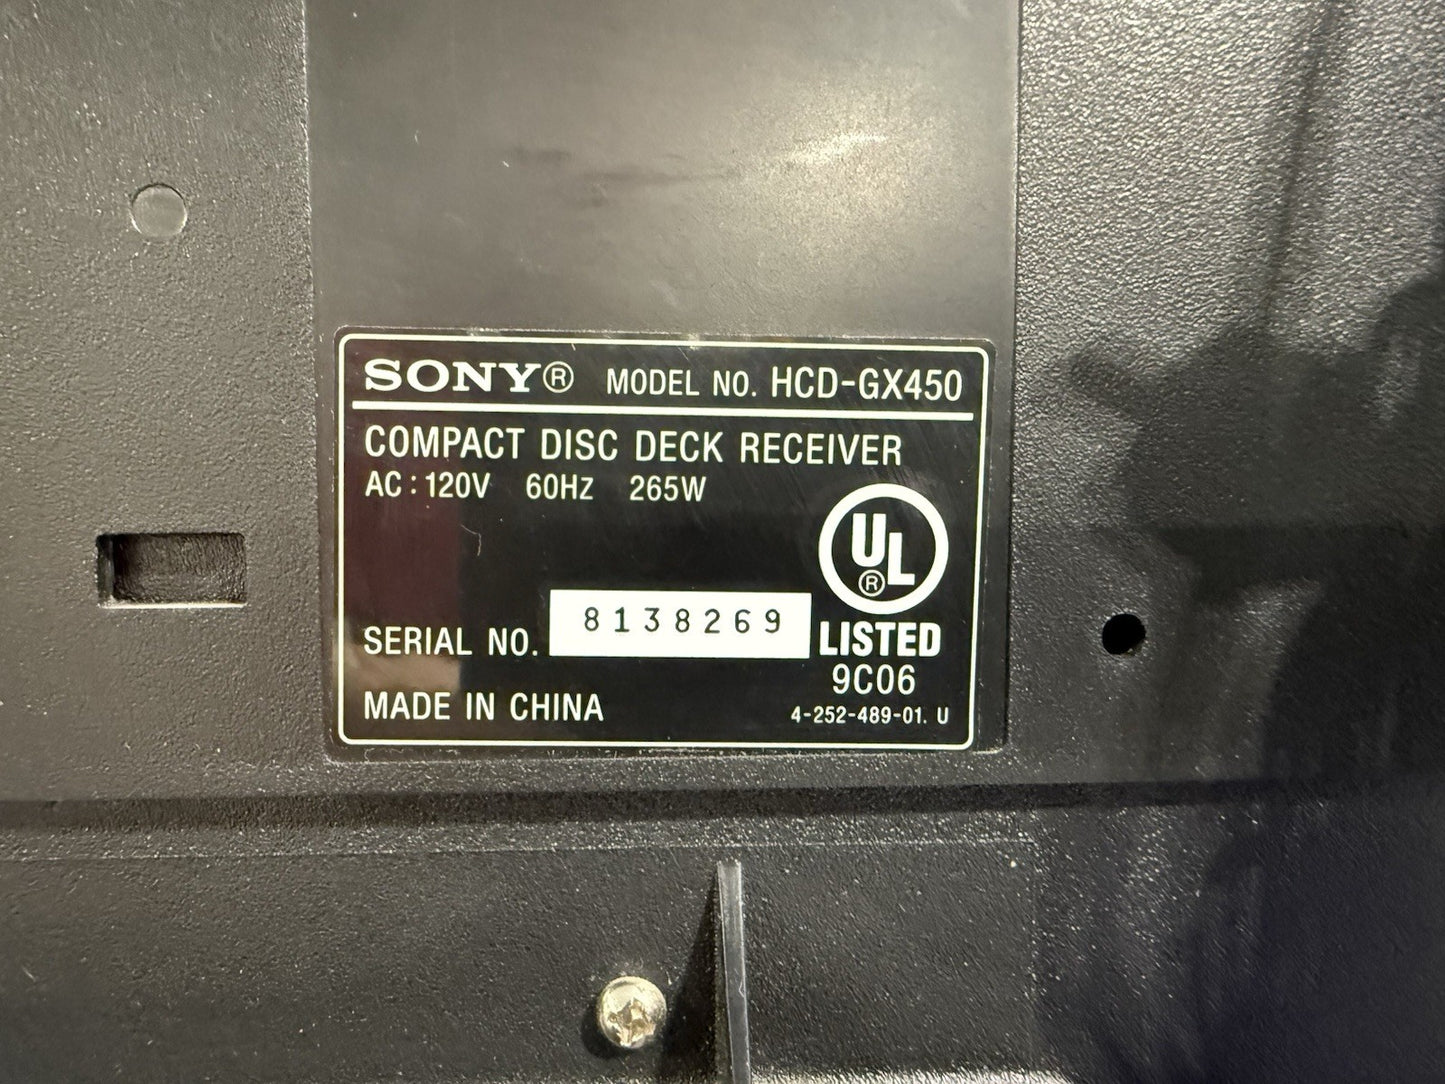 SONY® MODEL NO. HCD-GX450
COMPACT DISC DECK RECEIVER
AC : 120V 60Hz 265W
UL ®
SERIAL NO. 8138269 LISTED
9C06
MADE IN CHINA 4-252-489-01. U